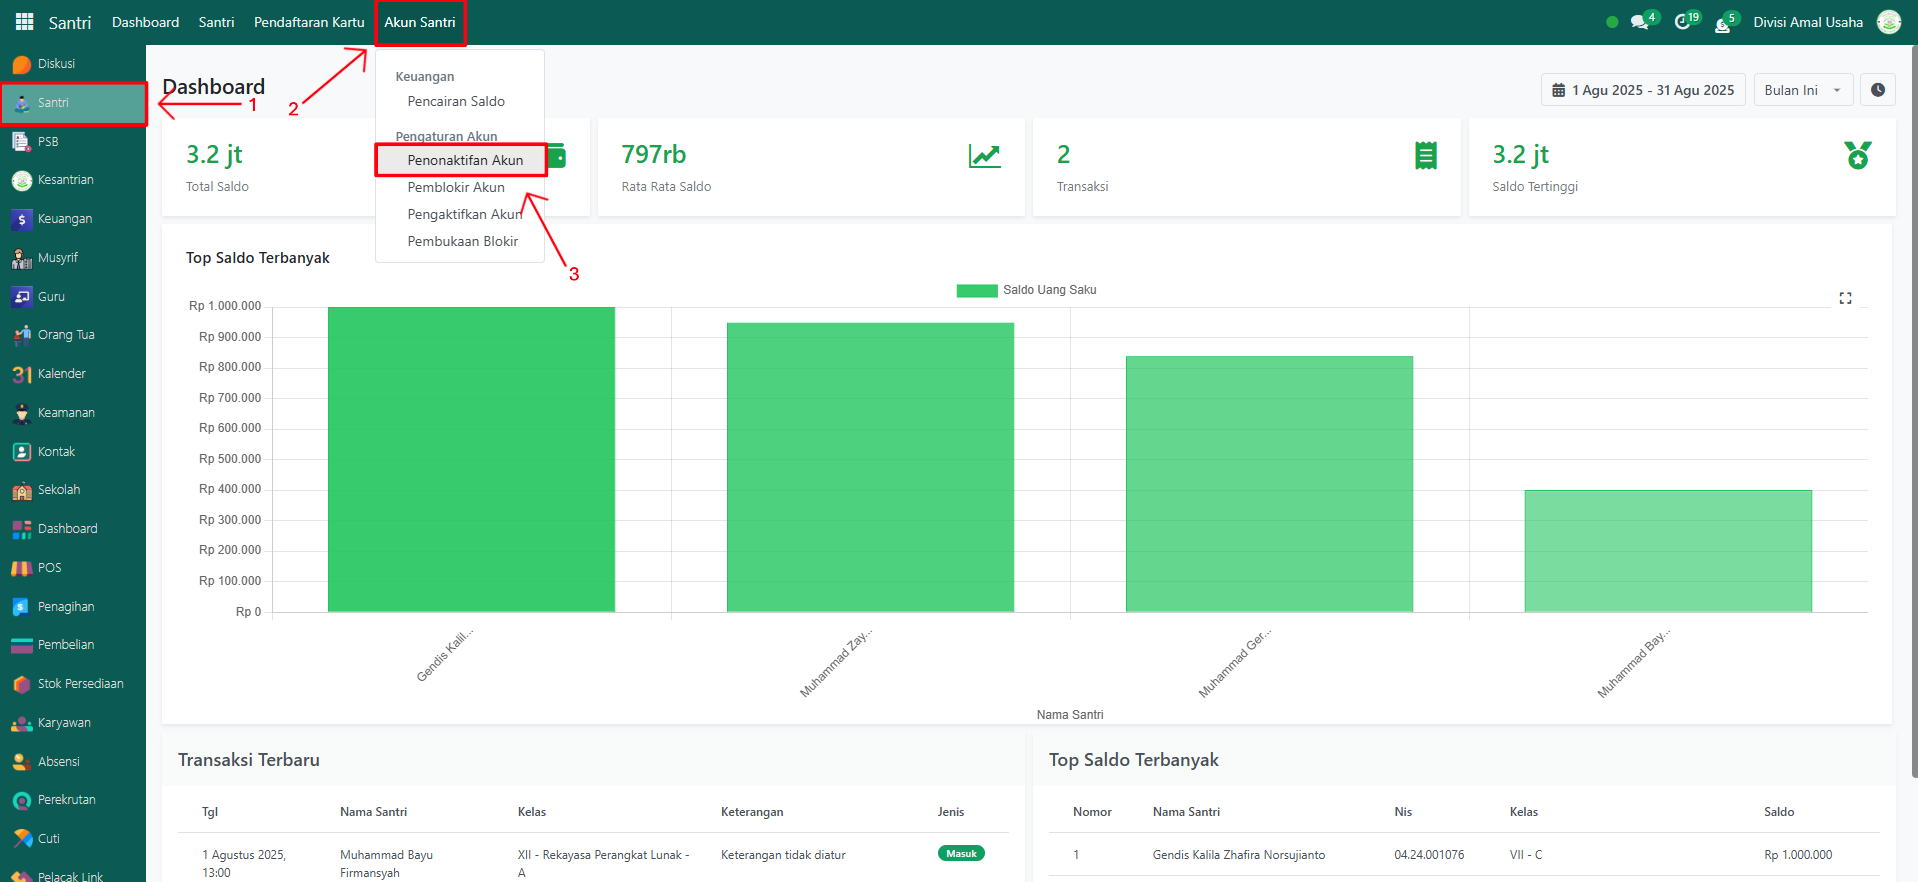 Santri
Dashboard
Santri
Pendaftaran Kartu
Akun Santri
4
19
5
Divisi Amal Usaha
Diskusi
Santri
PSB
Kesantrian
Keuangan
Musyrif
Guru
Orang Tua
31
Kalender
Keamanan
Kontak
Sekolah
Dashboard
POS
Penagihan
Pembelian
Stok Persediaan
Karyawan
Absensi
Perekrutan
Cuti
Pelacak Link
1
2
3
Keuangan
Pencairan Saldo
Pengaturan Akun
Penonaktifan Akun
Pemblokir Akun
Pengaktifkan Akun
Pembukaan Blokir
Dashboard
1 Agu 2025 - 31 Agu 2025
Bulan Ini
3.2 jt
Total Saldo
797rb
Rata Rata Saldo
2
Transaksi
3.2 jt
Saldo Tertinggi
Top Saldo Terbanyak
Saldo Uang Saku
Rp 1.000.000
Rp 900.000
Rp 800.000
Rp 700.000
Rp 600.000
Rp 500.000
Rp 400.000
Rp 300.000
Rp 200.000
Rp 100.000
Rp 0
Gendis Kalil...
Muhammad Zay...
Muhammad Ger...
Muhammad Bay...
Nama Santri
Transaksi Terbaru
Tgl Nama Santri Kelas Keterangan Jenis
1 Agustus 2025, Muhammad Bayu XII - Rekayasa Perangkat Lunak - Keterangan tidak diatur Masuk
13:00 Firmansyah A
Top Saldo Terbanyak
Nomor Nama Santri Nis Kelas Saldo
1 Gendis Kalila Zhafira Norsujianto 04.24.001076 VII - C Rp 1.000.000